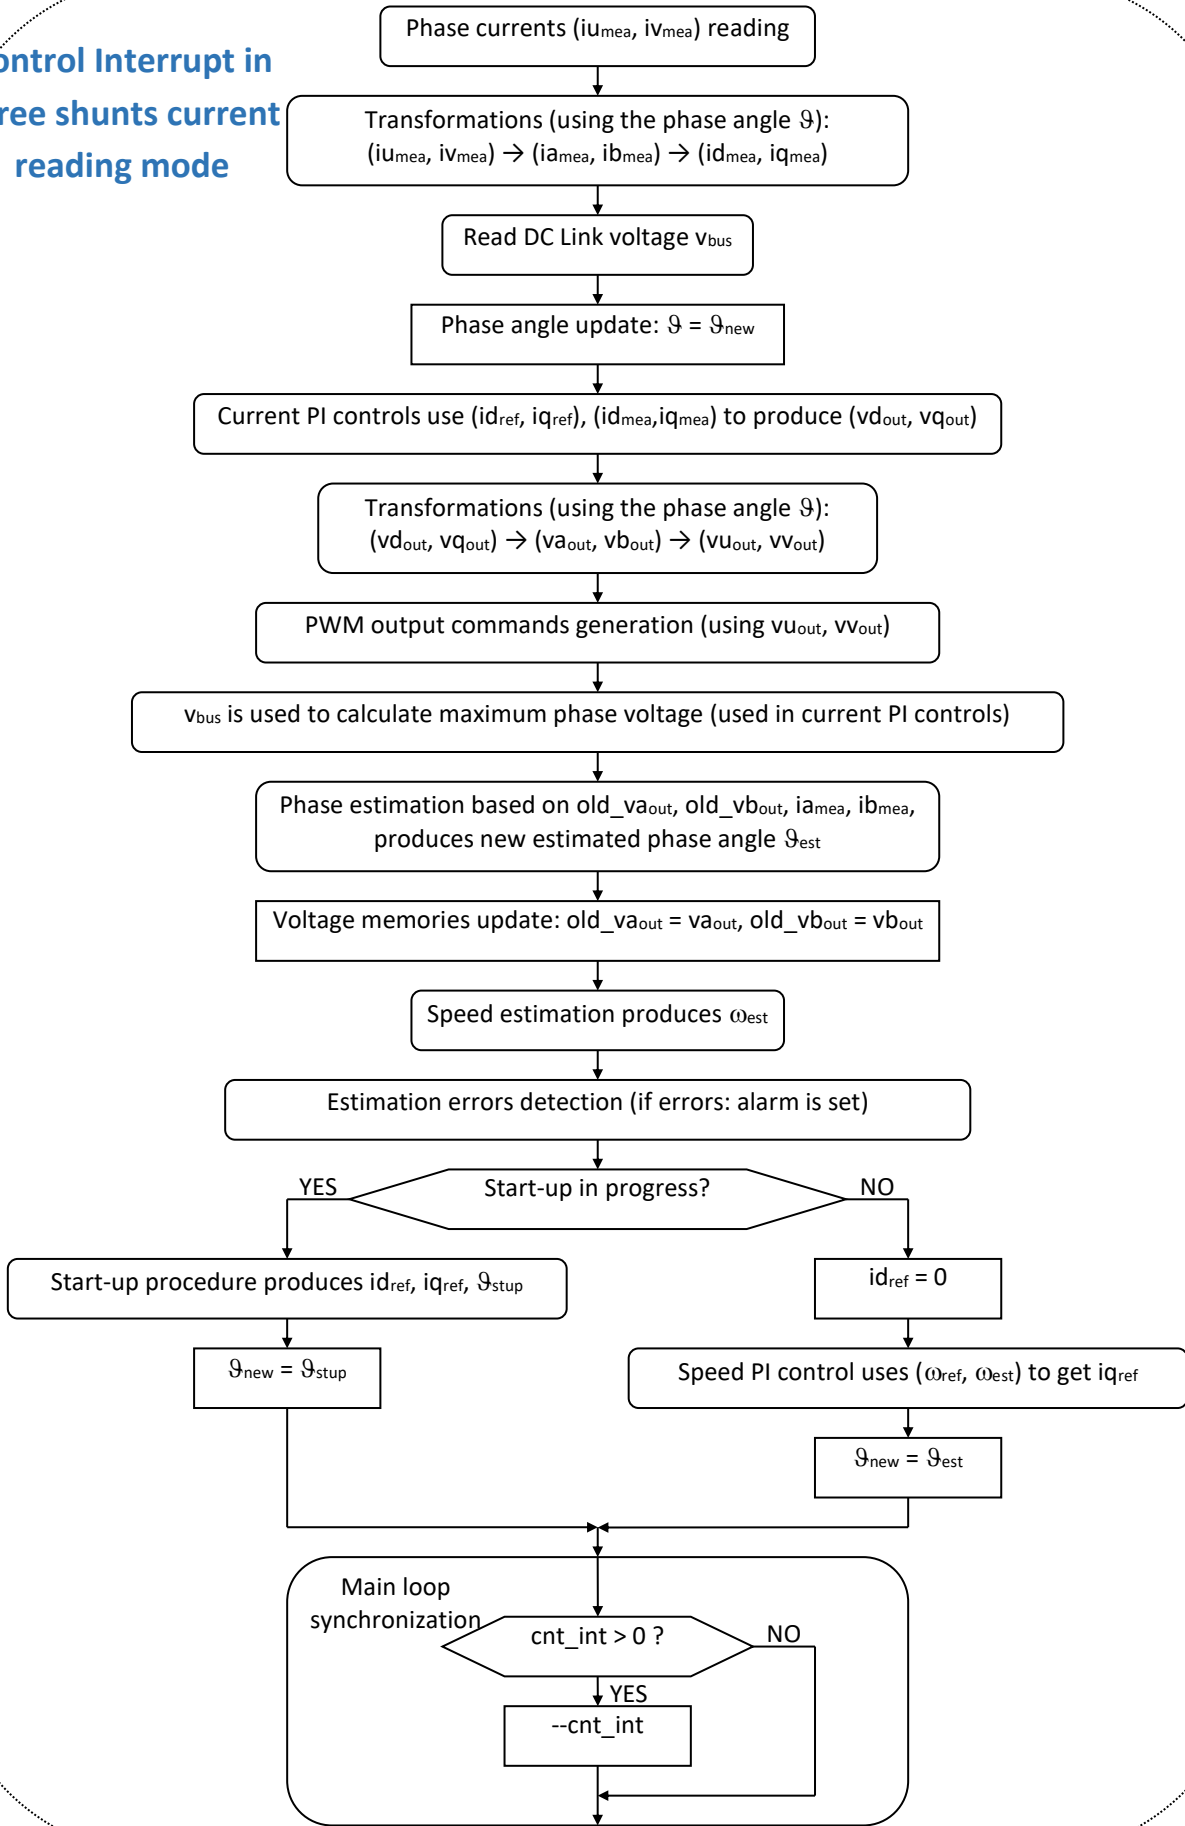 Phase currents (iumea, ivmea) reading
ontrol Interrupt in
ree shunts current
reading mode
Transformations (using the phase angle ϑ):
(iumea, ivmea) → (iamea, ibmea) → (idmea, iqmea)
Read DC Link voltage vbus
Phase angle update: ϑ = ϑnew
Current PI controls use (idref, iqref), (idmea,iqmea) to produce (vdout, vqout)
Transformations (using the phase angle ϑ):
(vdout, vqout) → (vaout, vbout) → (vuout, vvout)
PWM output commands generation (using vuout, vvout)
vbus is used to calculate maximum phase voltage (used in current PI controls)
Phase estimation based on old_vaout, old_vbout, iamea, ibmea,
produces new estimated phase angle ϑest
Voltage memories update: old_vaout = vaout, old_vbout = vbout
Speed estimation produces ωest
Estimation errors detection (if errors: alarm is set)
Start-up in progress?
YES
NO
Start-up procedure produces idref, iqref, ϑstup
ϑnew = ϑstup
idref = 0
Speed PI control uses (ωref, ωest) to get iqref
ϑnew = ϑest
Main loop
synchronization
cnt_int > 0 ?
NO
YES
--cnt_int